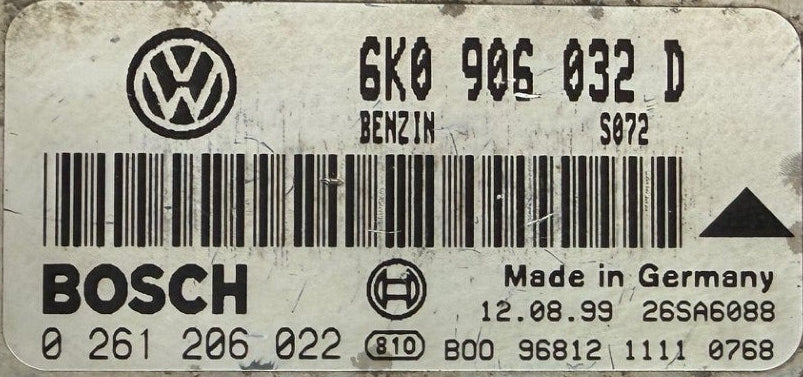 6K0 906 032 D
BENZIN S072
BOSCH
Made in Germany
12.08.99 26SA6088
0 261 206 022 810 B00 96812 1111 0768